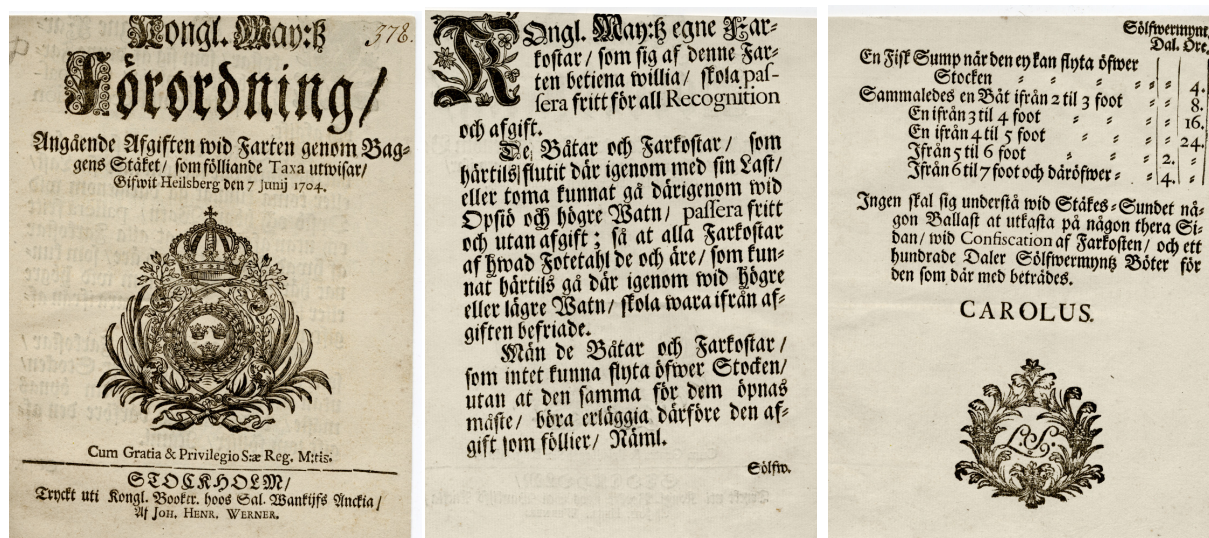 Kongl. May:tz
378.
Förordning/
Angående Afgiften wid Farten genom Bag-
gens Stäket/ som fölliande Taxa utwisar/
Gifwit Heilsberg den 7 Junij 1704.
Cum Gratia & Privilegio S:æ Reg. M:tis.
STOCKHOLM/
Tryckt uti Kongl. Booktr. hoos Sal. Wankijfs Änckia/
Af JOH. HENR. WERNER.
KOngl. May:tz egne Far-
kostar/ som sig af denne Far-
ten betiena willia/ skola pas-
sera fritt för all Recognition
och afgift.
De Båtar och Farkostar/ som
härtils flutit där igenom med sin Last/
eller toma kunnat gå därigenom wid
Opsiö och högre Watn/ passera fritt
och utan afgift; så at alla Farkostar
af hwad Fotetahl de och äre/ som kun-
nat härtils gå där igenom wid högre
eller lägre Watn/ skola wara ifrån af-
giften befriade.
Män de Båtar och Farkostar/
som intet kunna flyta öfwer Stocken/
utan at den samma för dem öpnas
måste/ böra erläggia därföre den af-
gift som föllier/ Näml.
Sölfw.
Sölfwermynt.
Dal. Öre.
En Fisk Sump när den ey kan flyta öfwer
Stocken = = = = = 4.
Sammaledes en Båt ifrån 2 til 3 foot = = 8.
En ifrån 3 til 4 foot = = = = 16.
En ifrån 4 til 5 foot = = = = 24.
Ifrån 5 til 6 foot = = = 2. =
Ifrån 6 til 7 foot och däröfwer = = 4. =
Ingen skal sig understå wid Stäkes=Sundet nå-
gon Ballast at utkasta på någon thera Si-
dan/ wid Confiscation af Farkosten/ och ett
hundrade Daler Sölfwermyntz Böter för
den som där med beträdes.
CAROLUS.
L.S.